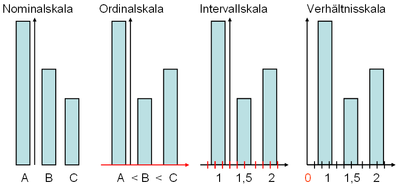 Nominalskala Ordinalskala Intervallskala Verhältnisskala
A B C A < B < C 1 1,5 2 0 1 1,5 2